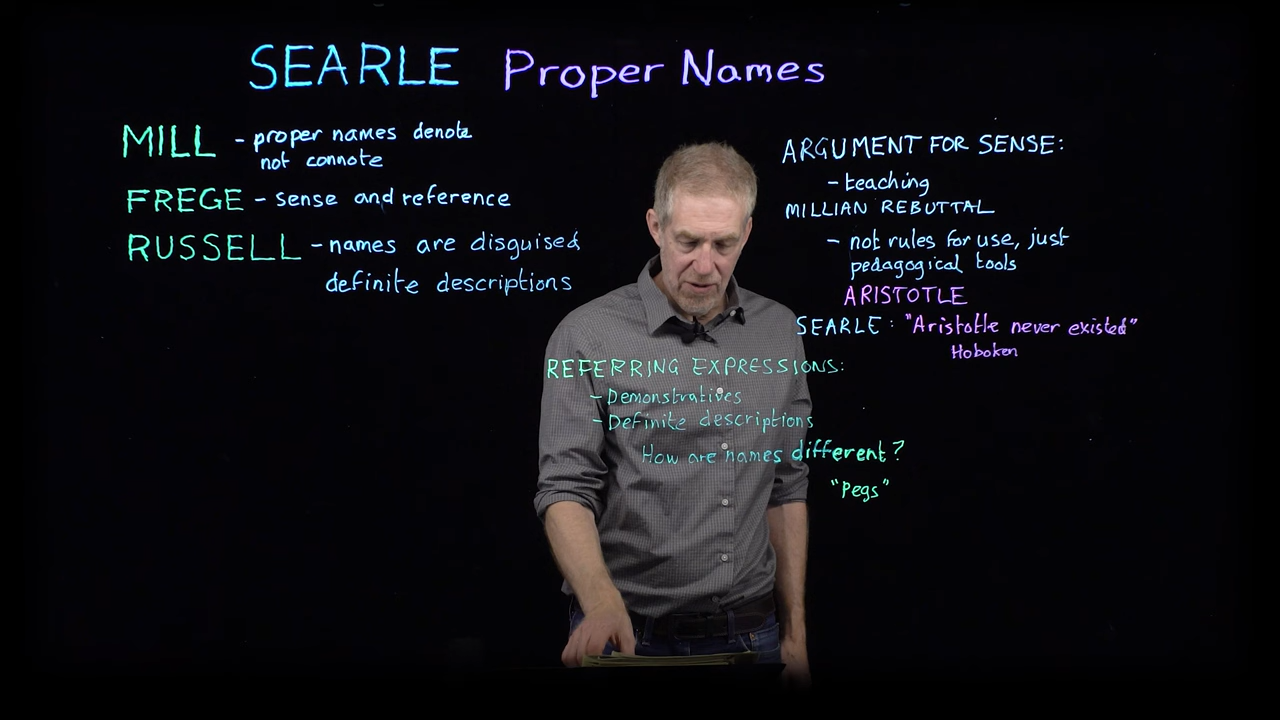 SEARLE Proper Names
MILL - proper names denote
not connote
FREGE - sense and reference
RUSSELL - names are disguised
definite descriptions
ARGUMENT FOR SENSE:
- teaching
MILLIAN REBUTTAL
- not rules for use, just
pedagogical tools
ARISTOTLE
SEARLE: "Aristotle never existed"
Hoboken
REFERRING EXPRESSIONS:
- Demonstratives
- Definite descriptions
How are names different?
"Pegs"